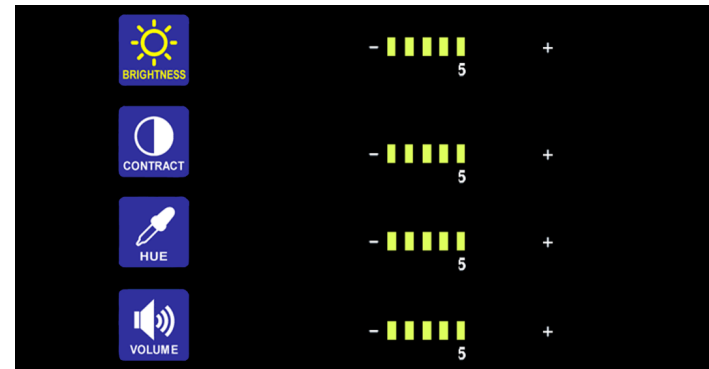 BRIGHTNESS - +
5
CONTRACT - +
5
HUE - +
5
VOLUME - +
5